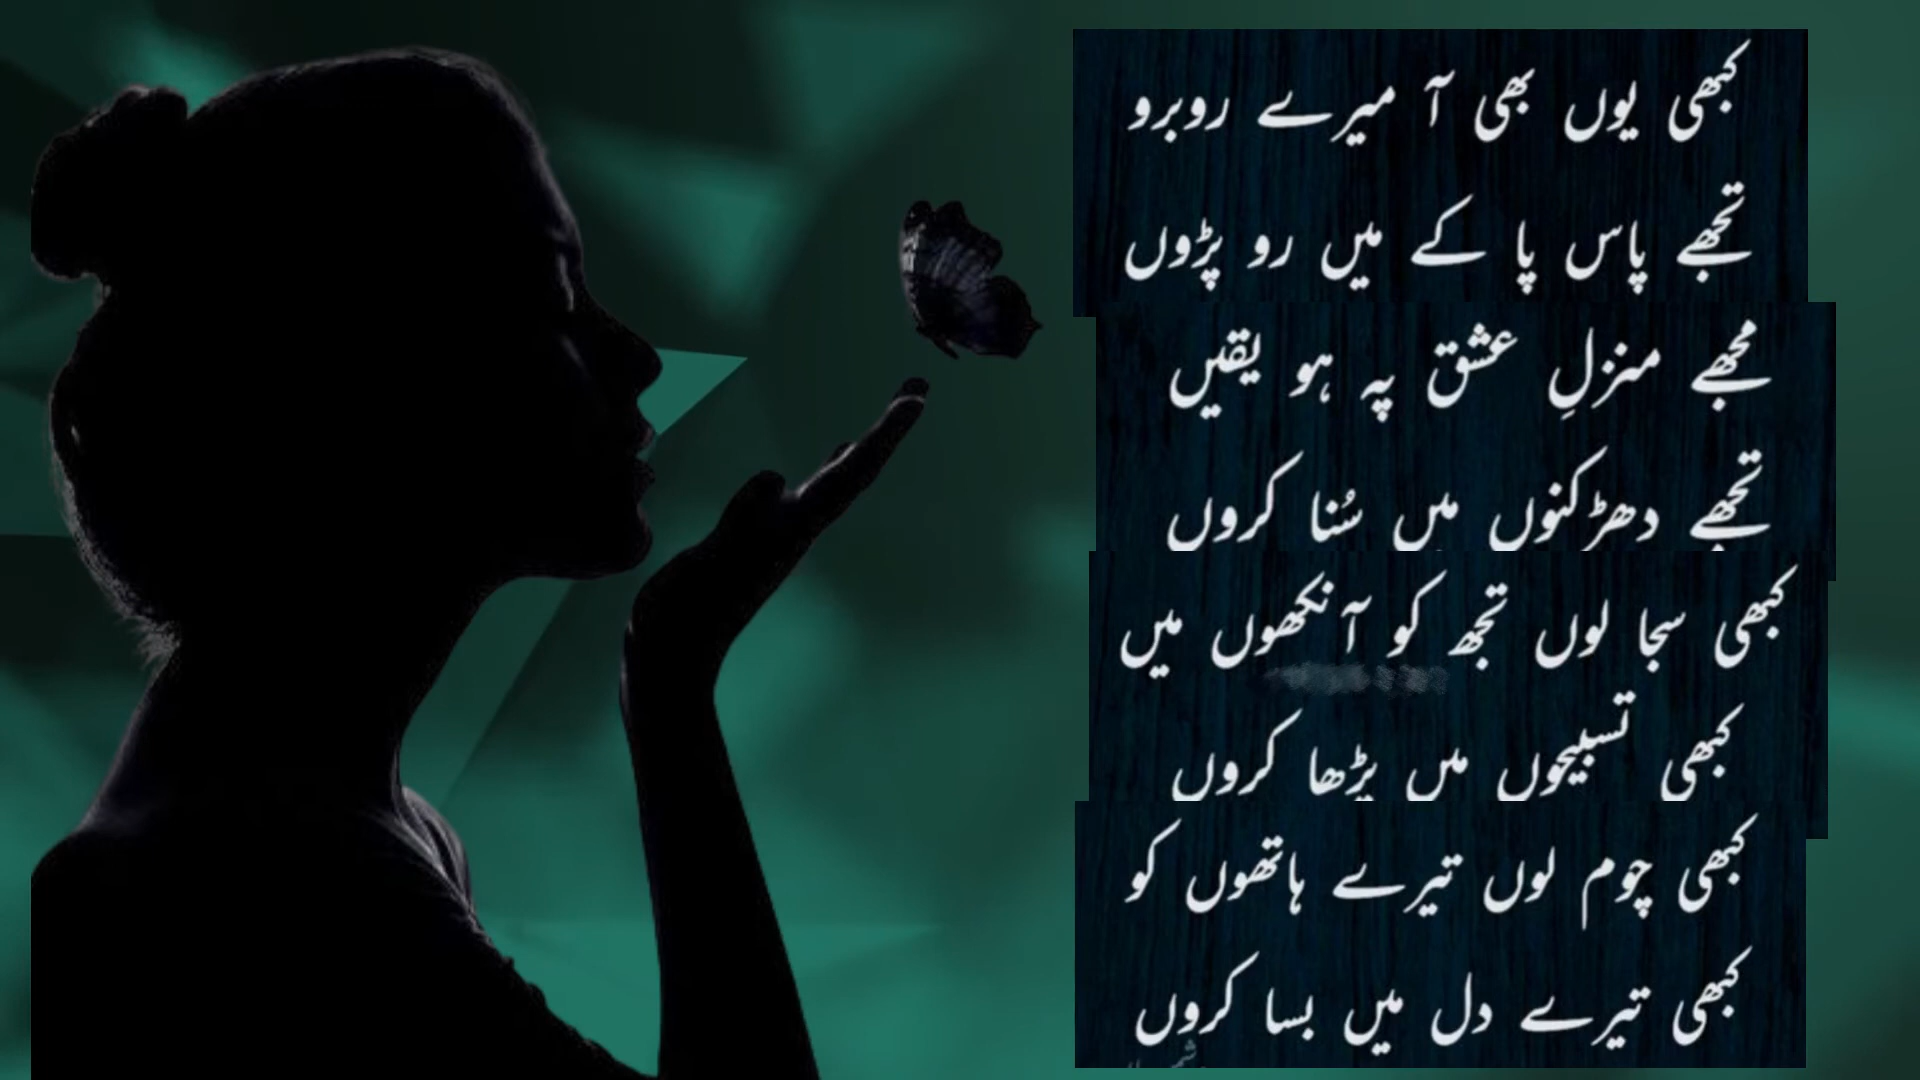 کبھی یوں بھی آ میرے روبرو
تجھے پاس پا کے میں رو پڑوں
مجھے منزلِ عشق پہ ہو یقیں
تجھے دھڑکنوں میں سُنا کروں
کبھی سجا لوں تجھ کو آنکھوں میں
کبھی تسبیحوں میں پڑھا کروں
کبھی چوم لوں تیرے ہاتھوں کو
کبھی تیرے دل میں بسا کروں